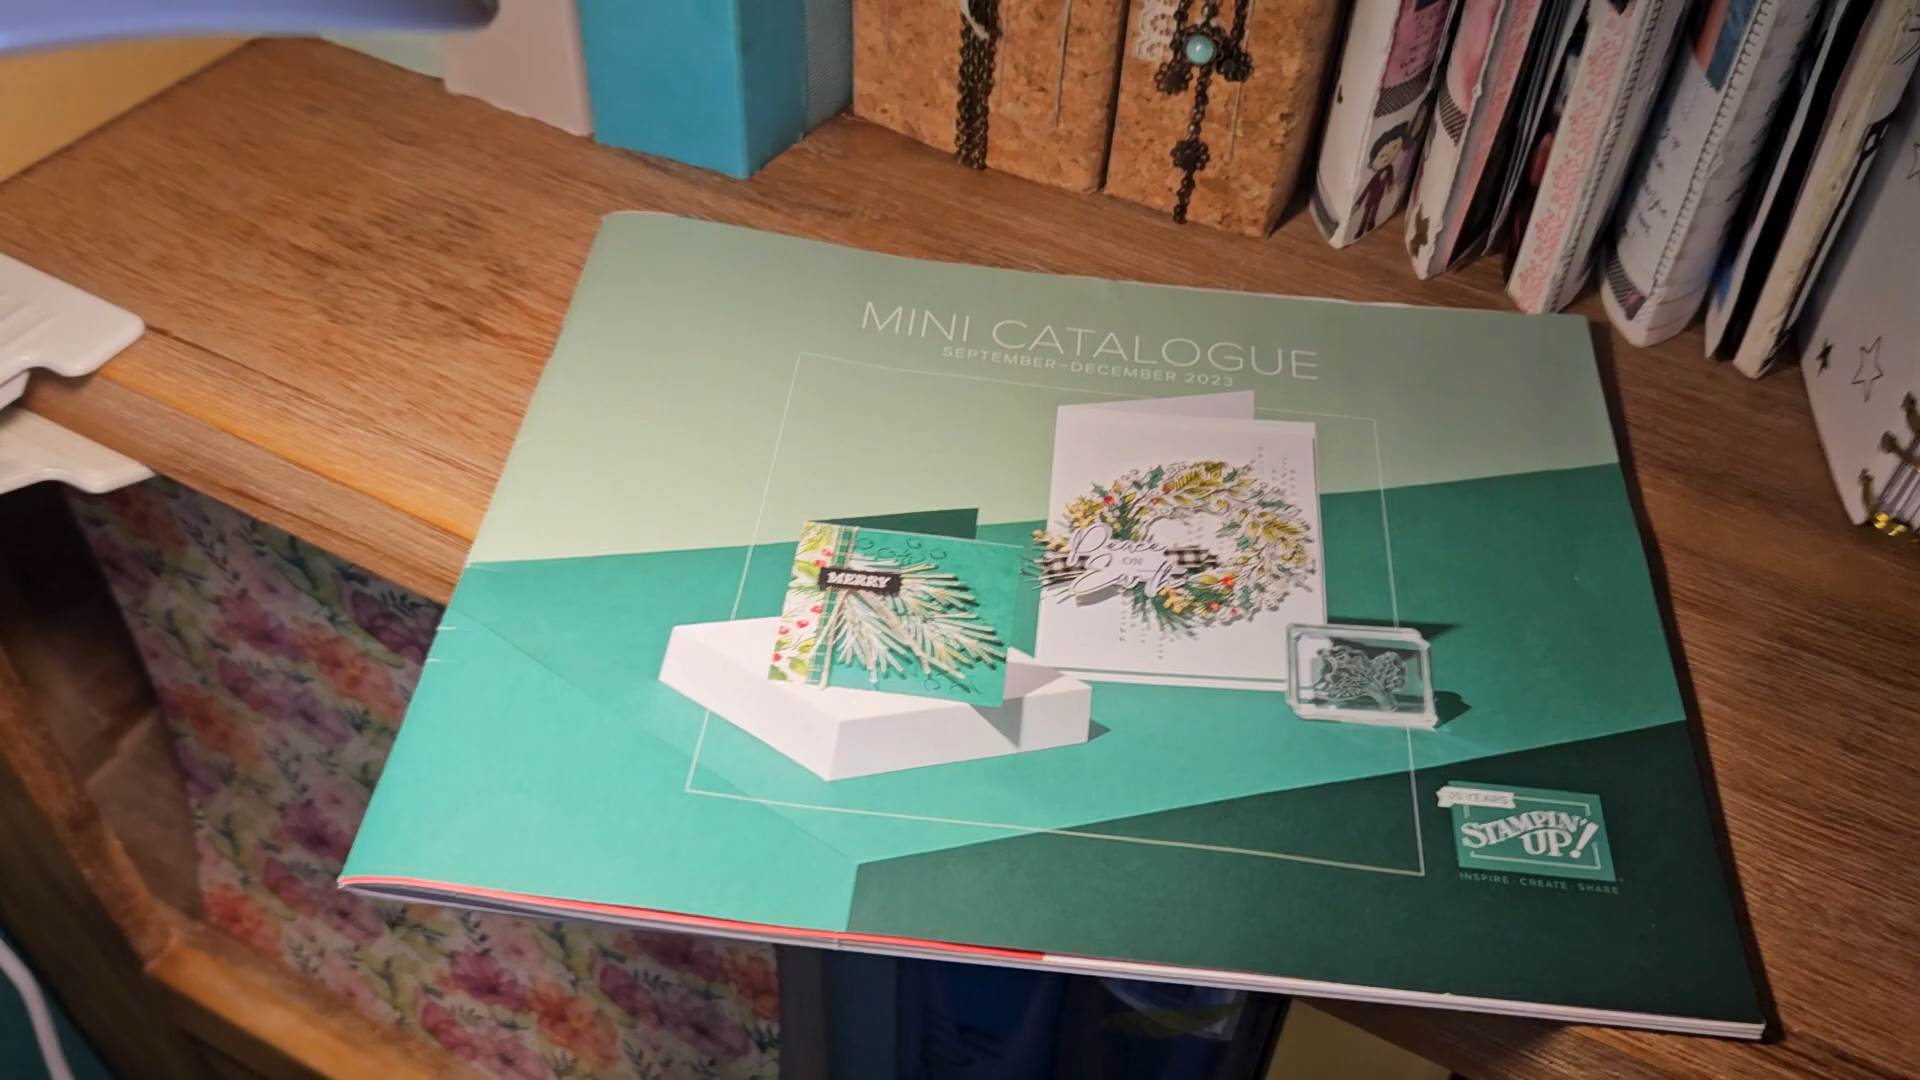 MINI CATALOGUE
SEPTEMBER–DECEMBER 2023
Peace
ON
Earth
MERRY
35 YEARS
STAMPIN'
UP!
INSPIRE · CREATE · SHARE